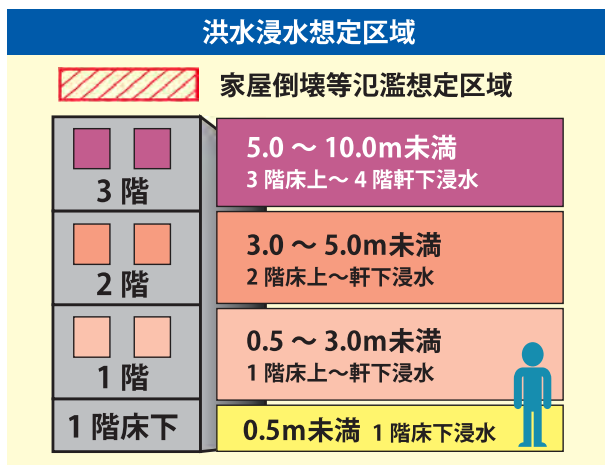 洪水浸水想定区域
家屋倒壊等氾濫想定区域
3階
5.0 〜 10.0m未満
3 階床上〜 4 階軒下浸水
2階
3.0 〜 5.0m未満
2 階床上〜軒下浸水
1階
0.5 〜 3.0m未満
1 階床上〜軒下浸水
1 階床下
0.5m未満 1 階床下浸水